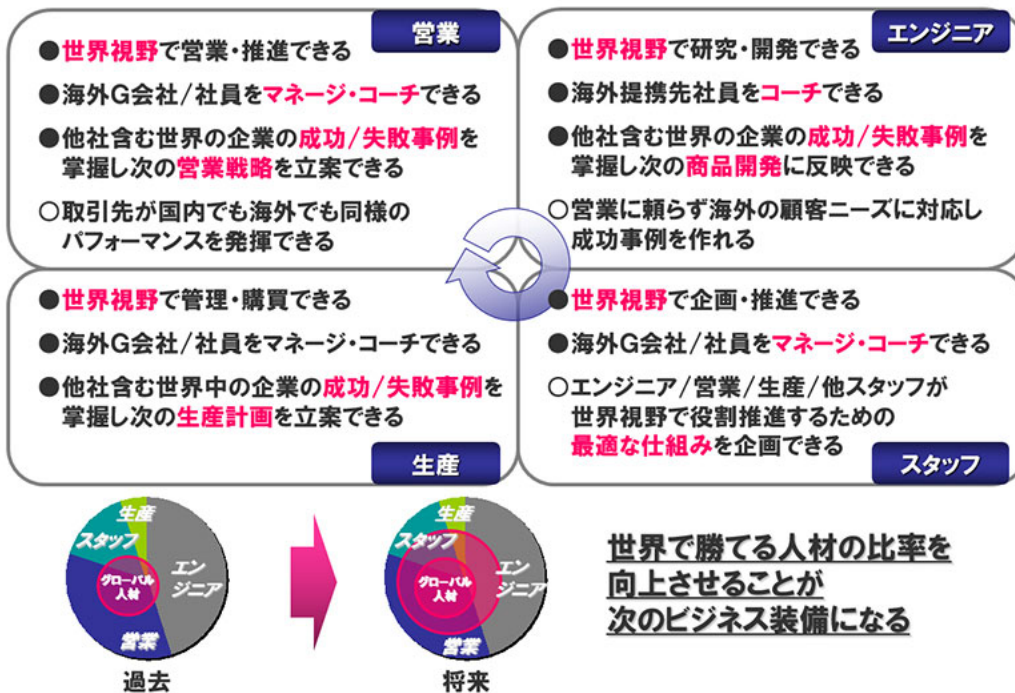 営業
●世界視野で営業・推進できる
●海外G会社/社員をマネージ・コーチできる
●他社含む世界の企業の成功/失敗事例を
掌握し次の営業戦略を立案できる
○取引先が国内でも海外でも同様の
パフォーマンスを発揮できる
エンジニア
●世界視野で研究・開発できる
●海外提携先社員をコーチできる
●他社含む世界の企業の成功/失敗事例を
掌握し次の商品開発に反映できる
○営業に頼らず海外の顧客ニーズに対応し
成功事例を作れる
●世界視野で管理・購買できる
●海外G会社/社員をマネージ・コーチできる
●他社含む世界中の企業の成功/失敗事例を
掌握し次の生産計画を立案できる
生産
●世界視野で企画・推進できる
●海外G会社/社員をマネージ・コーチできる
○エンジニア/営業/生産/他スタッフが
世界視野で役割推進するための
最適な仕組みを企画できる
スタッフ
生産
スタッフ
エン
ジニア
グローバル
人材
営業
過去
生産
スタッフ
エン
ジニア
グローバル
人材
営業
将来
世界で勝てる人材の比率を
向上させることが
次のビジネス装備になる